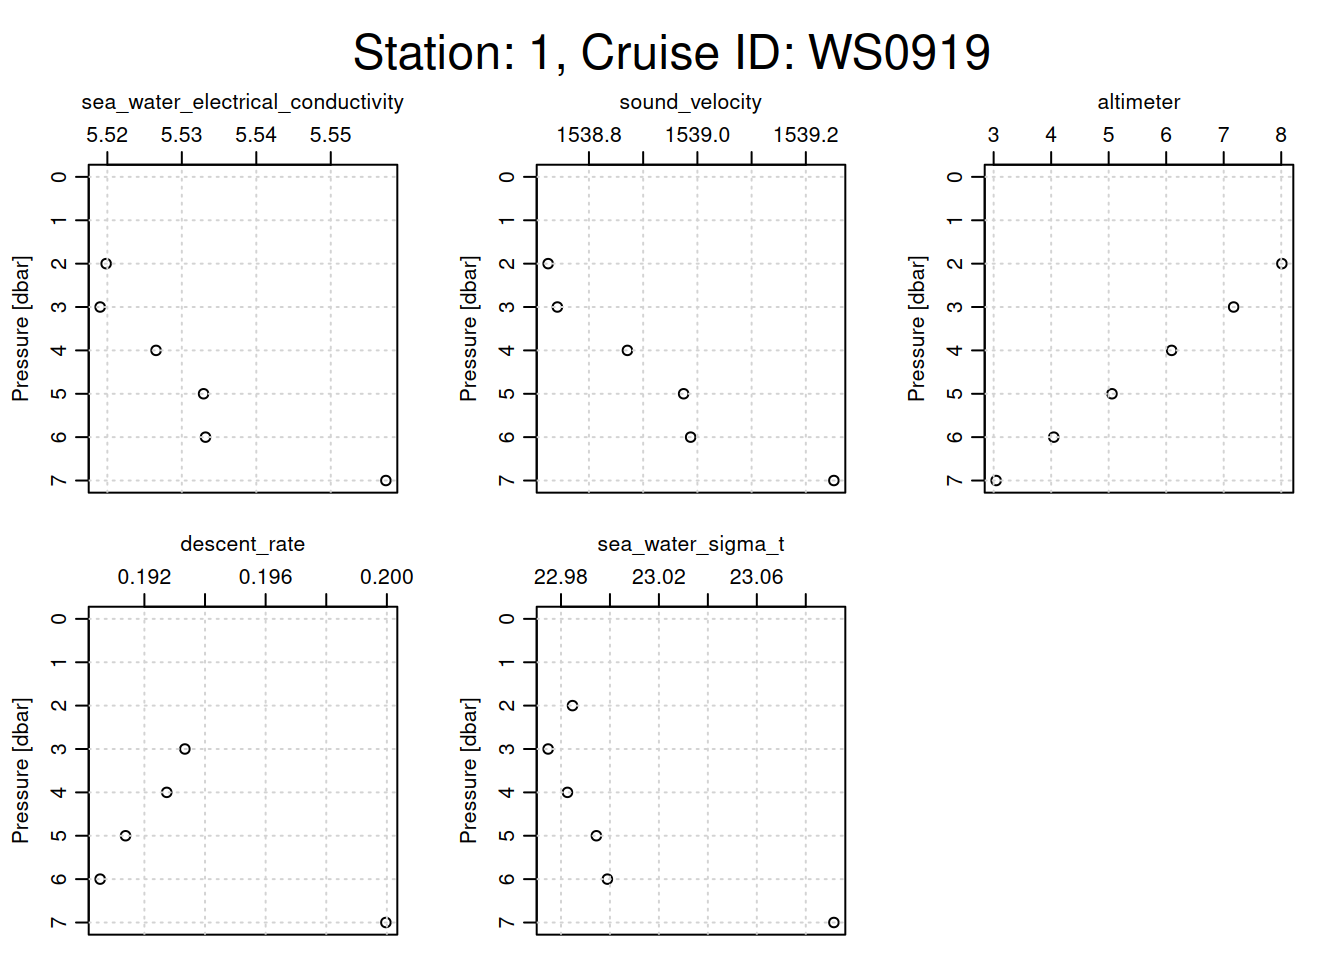 Station: 1, Cruise ID: WS0919
sea_water_electrical_conductivity
5.52 5.53 5.54 5.55
Pressure [dbar]
0
1
2
3
4
5
6
7
sound_velocity
1538.8 1539.0 1539.2
Pressure [dbar]
0
1
2
3
4
5
6
7
altimeter
3 4 5 6 7 8
Pressure [dbar]
0
1
2
3
4
5
6
7
descent_rate
0.192 0.196 0.200
Pressure [dbar]
0
1
2
3
4
5
6
7
sea_water_sigma_t
22.98 23.02 23.06
Pressure [dbar]
0
1
2
3
4
5
6
7